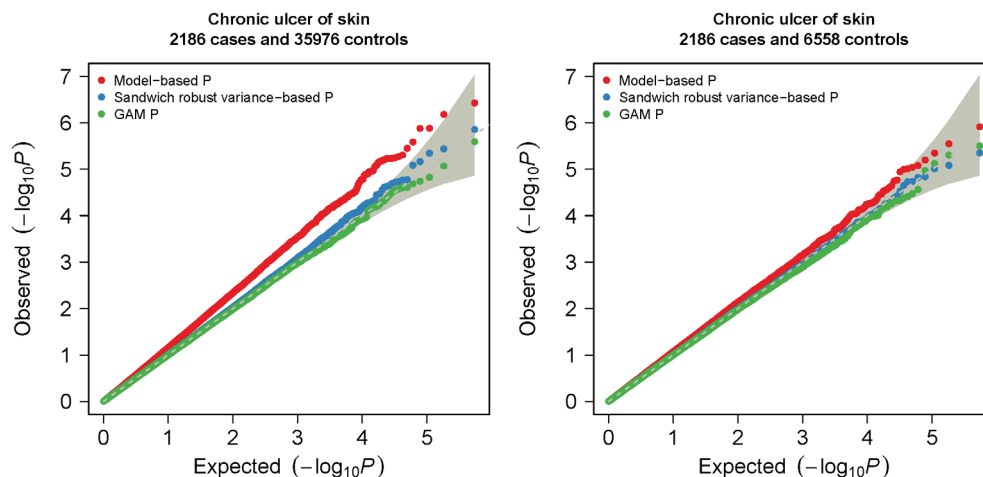 Chronic ulcer of skin
2186 cases and 35976 controls
7
6
5
4
3
2
1
0
Observed (−log10P)
Model−based P
Sandwich robust variance−based P
GAM P
0 1 2 3 4 5
Expected (−log10P)
Chronic ulcer of skin
2186 cases and 6558 controls
7
6
5
4
3
2
1
0
Observed (−log10P)
Model−based P
Sandwich robust variance−based P
GAM P
0 1 2 3 4 5
Expected (−log10P)